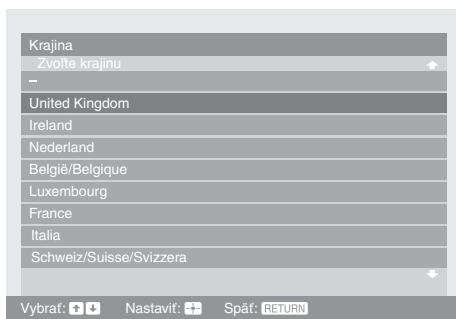 Krajina
Zvoľte krajinu
–
United Kingdom
Ireland
Nederland
België/Belgique
Luxembourg
France
Italia
Schweiz/Suisse/Svizzera
Vybrať: Nastaviť: Späť: RETURN